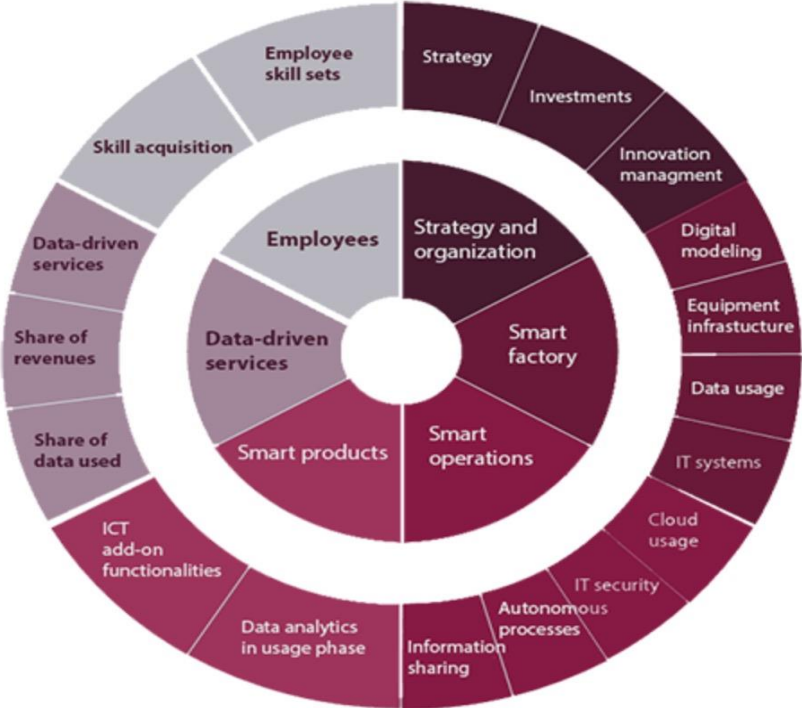 Employee
skill sets
Strategy
Investments
Innovation
managment
Digital
modeling
Equipment
infrastucture
Data usage
IT systems
Cloud
usage
IT security
Autonomous
processes
Information
sharing
Data analytics
in usage phase
ICT
add-on
functionalities
Share of
data used
Share of
revenues
Data-driven
services
Skill acquisition
Employees
Strategy and
organization
Smart
factory
Smart
operations
Smart products
Data-driven
services